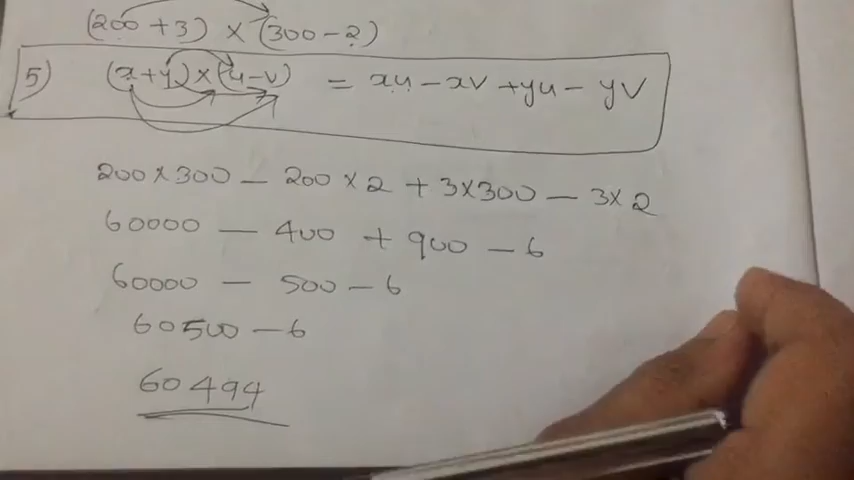 (200 + 3) × (300 - 2)
5) (x+y) × (u-v) = xu - xv + yu - yv
200 × 300 - 200 × 2 + 3×300 - 3×2
60000 - 400 + 900 - 6
60000 - 500 - 6
60500 - 6
60494